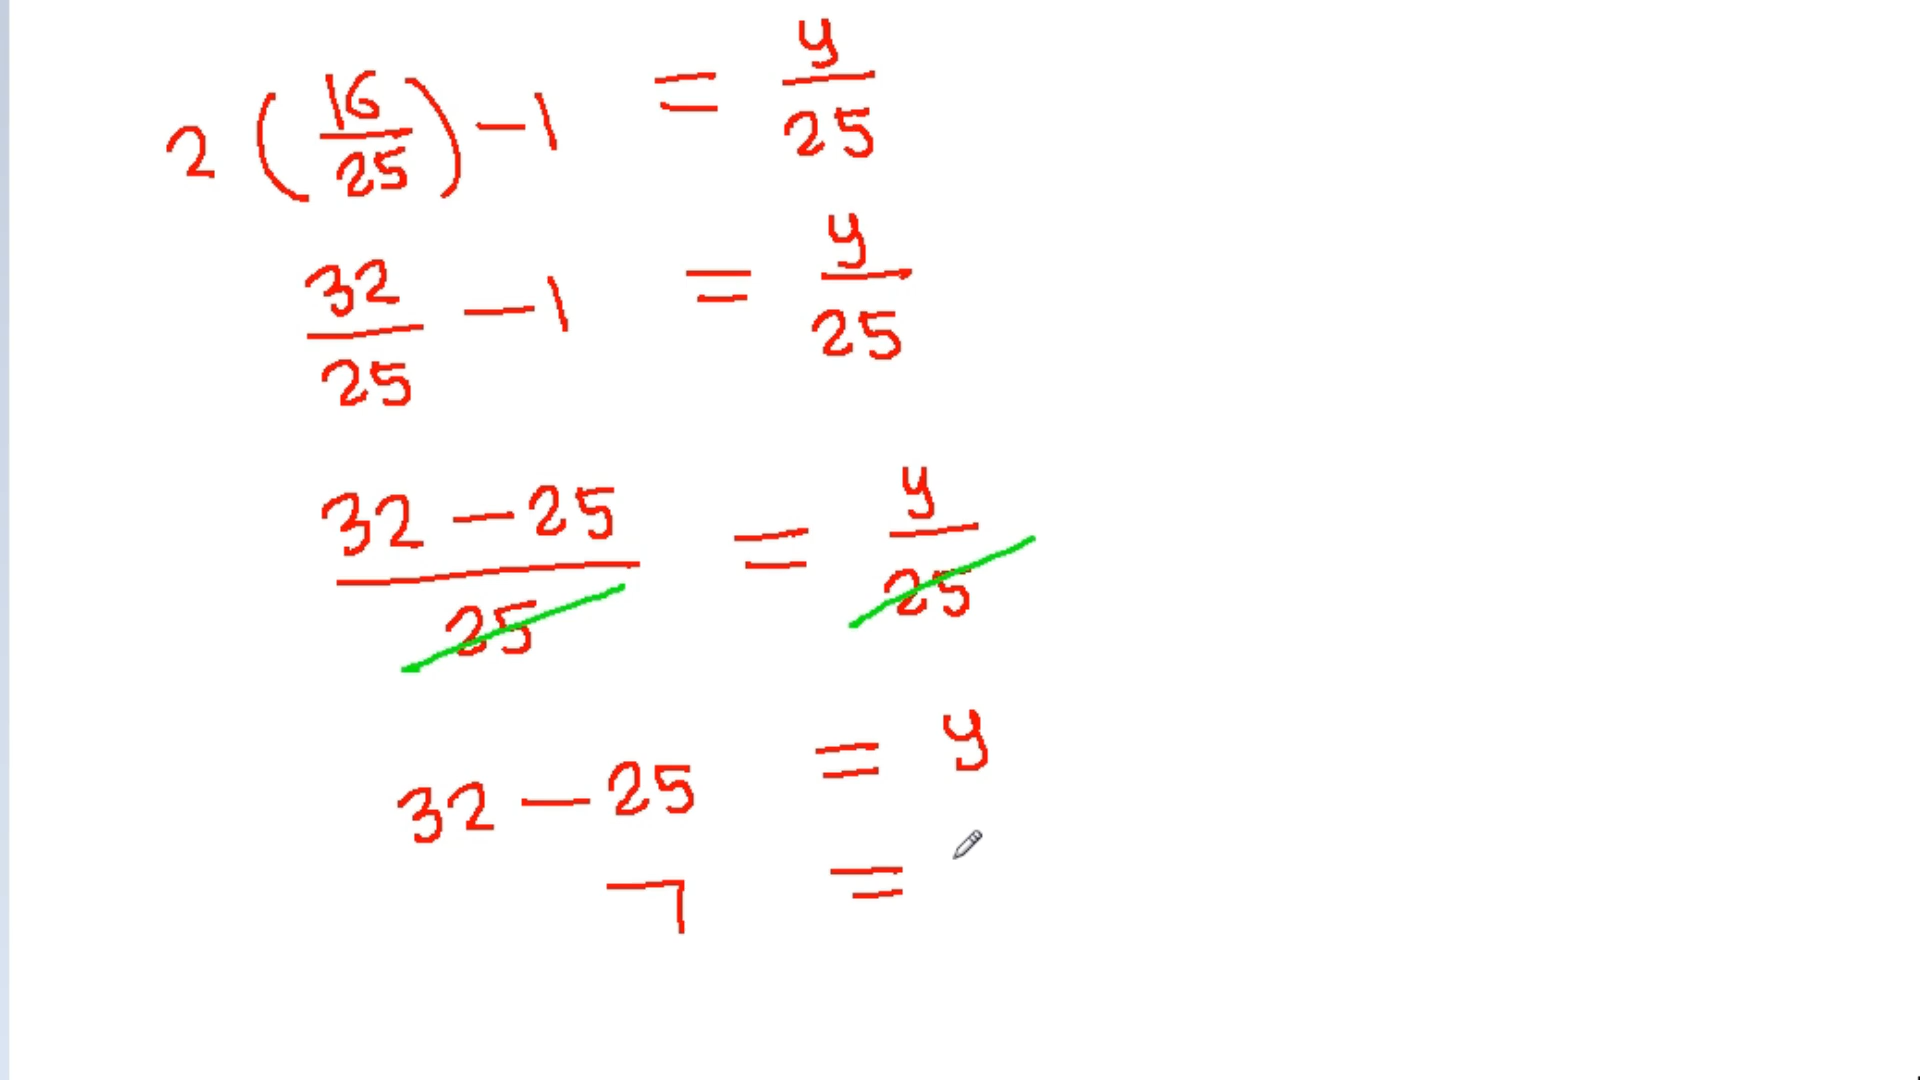 2 (16/25) - 1 = y/25
32/25 - 1 = y/25
32 - 25/25 = y/25
32 - 25 = y
7 =